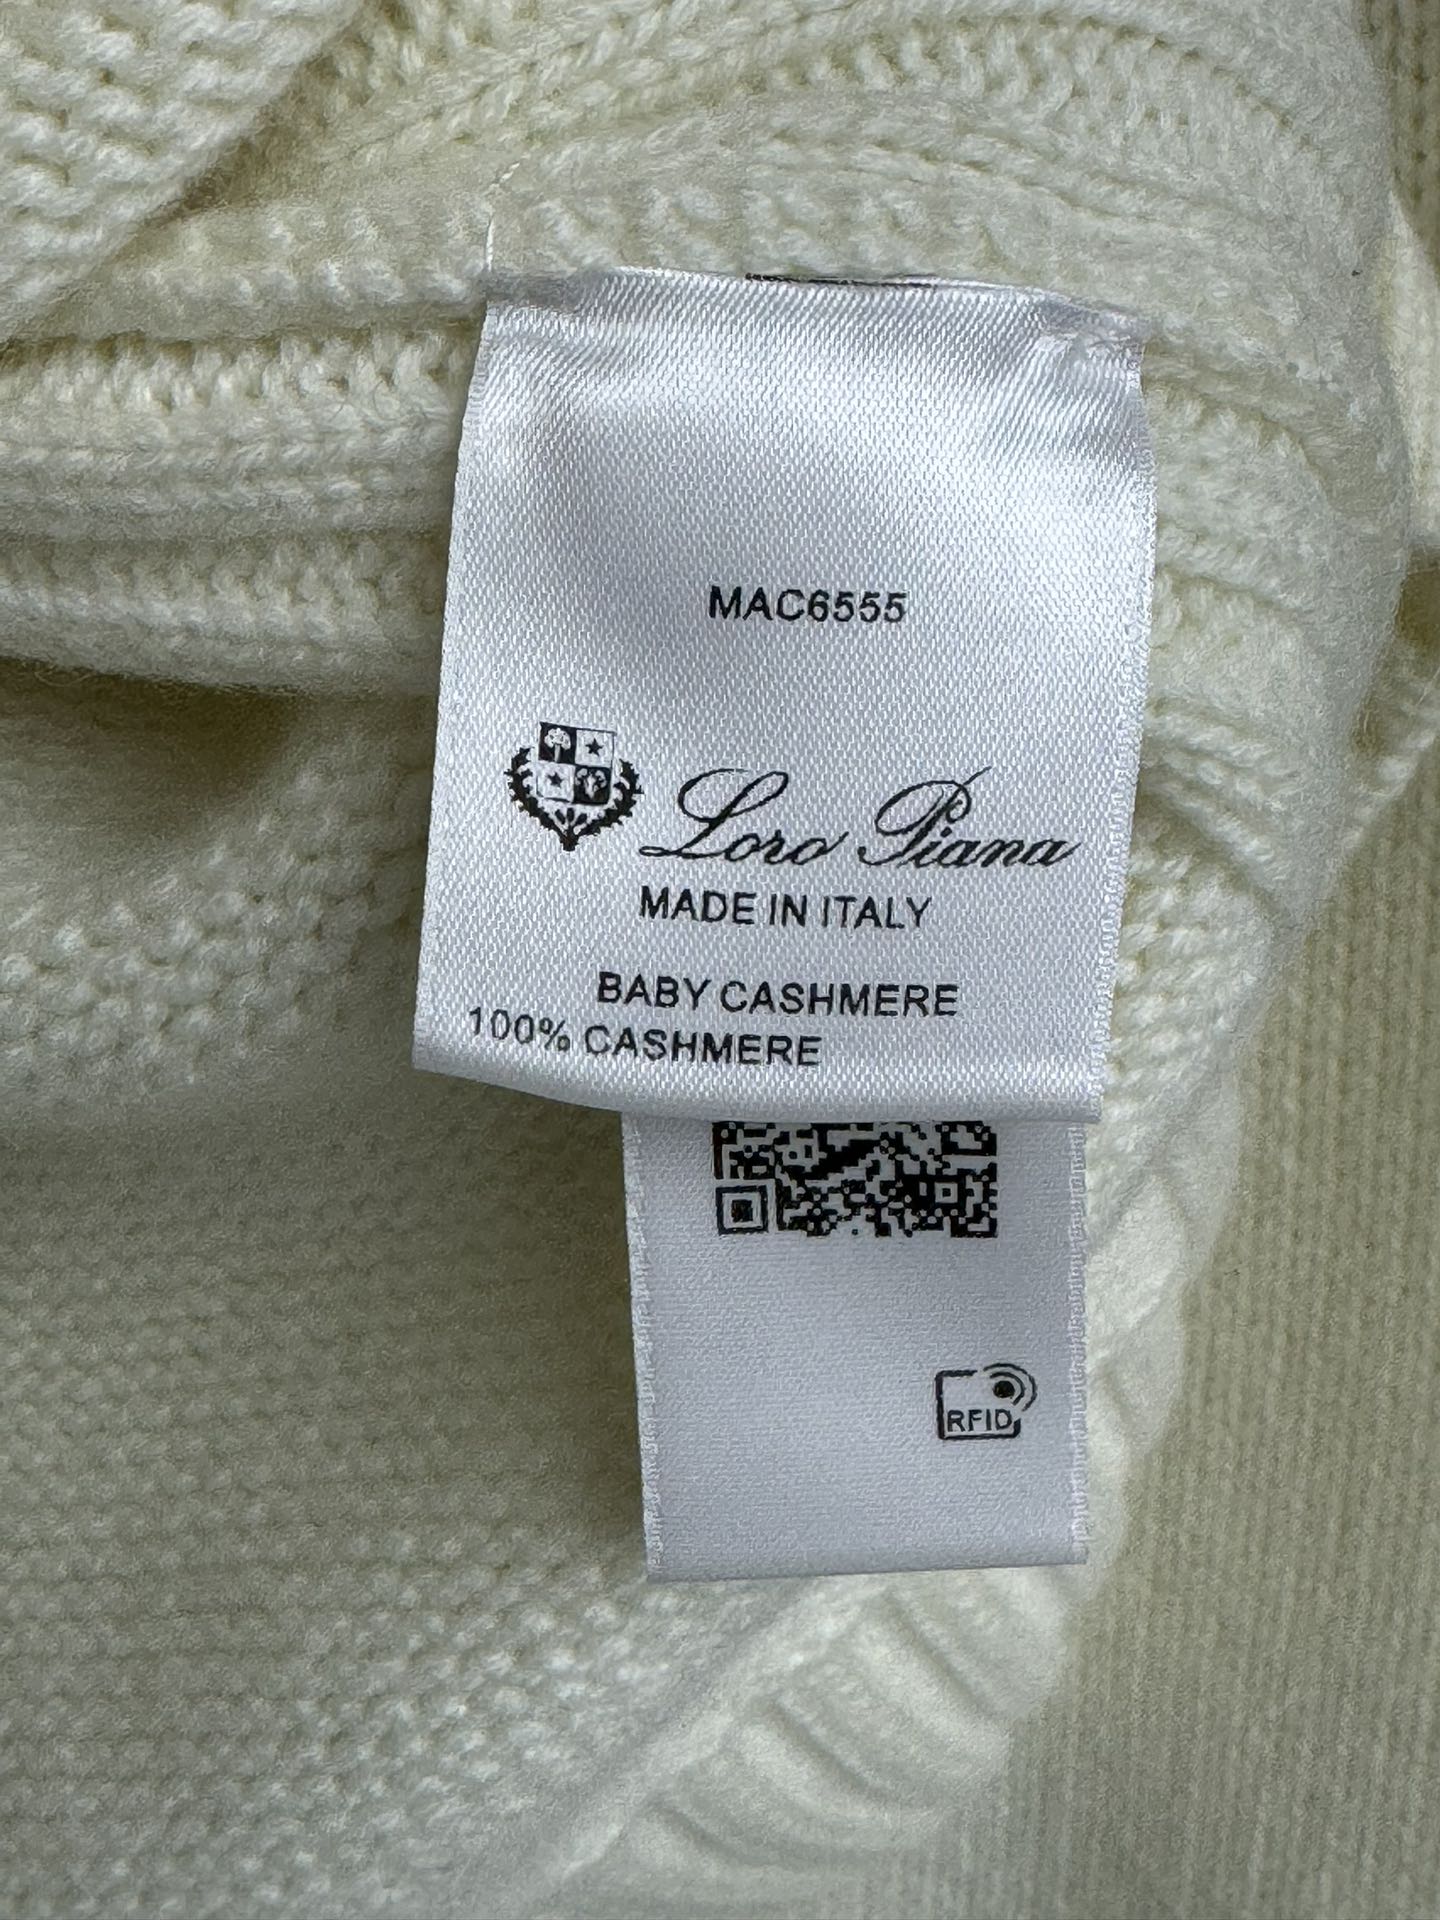 MAC6555
Loro Piana
MADE IN ITALY
BABY CASHMERE
100% CASHMERE
RFID